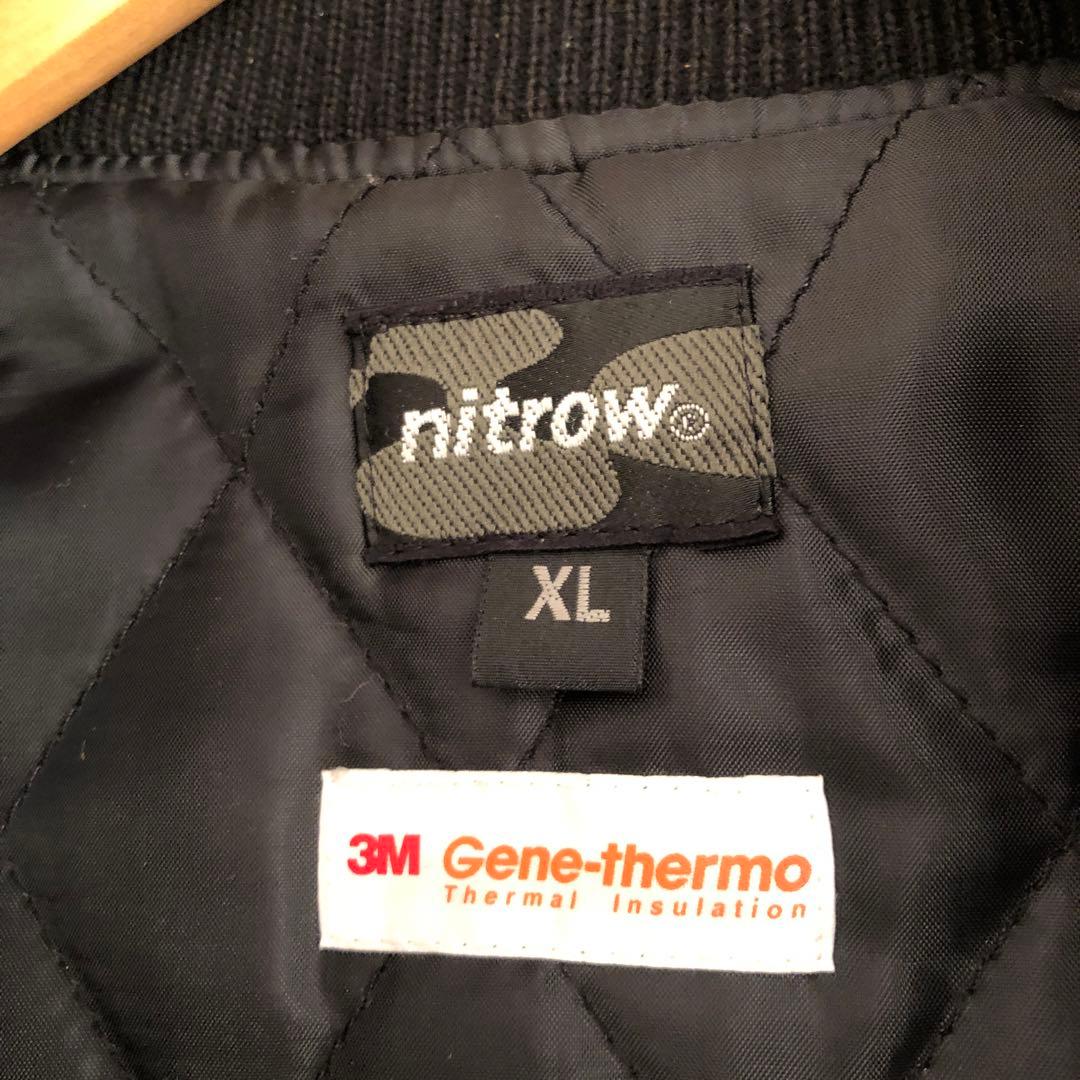 nitrow®
XL
3M Gene-thermo
Thermal Insulation